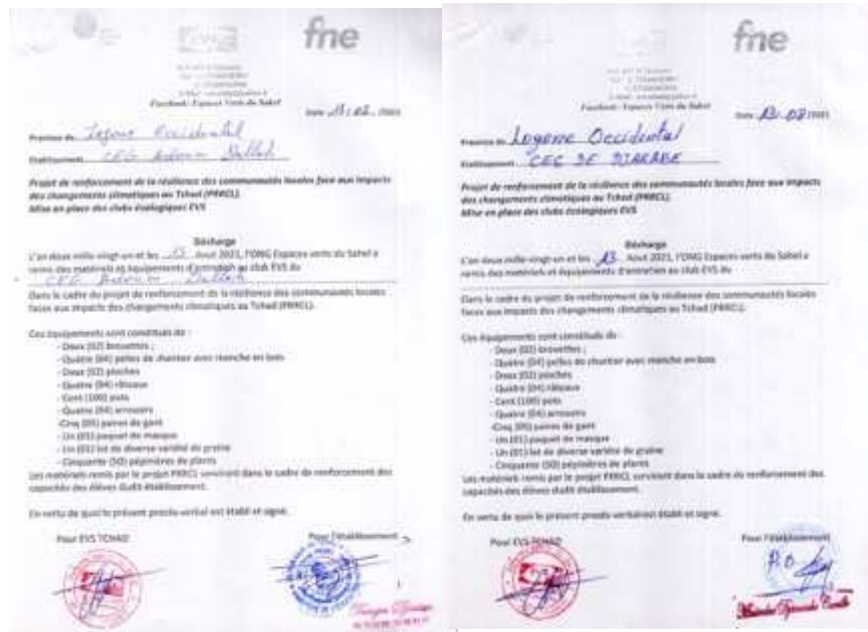 fne
Facebook: Espaces Verts du Sahel
Province de Logone Occidental
Etablissement CEG
Projet de renforcement de la résilience des communautés locales face aux impacts
des changements climatiques au Tchad (PRRCL)
Mise en place des clubs écologiques EVS
Décharge
L'an deux mille vingt-un et les Aout 2021, l'ONG Espaces verts du Sahel a
remis des matériels et équipements d'entretien au club EVS du
CEG
Dans le cadre du projet de renforcement de la résilience des communautés locales
faces aux impacts des changements climatiques au Tchad (PRRCL).
Ces équipements sont constitués de :
- Deux (02) brouettes ;
- Quatre (04) pelles de chantier avec manche en bois
- Deux (02) pioches
- Quatre (04) râteaux
- Cent (100) pots
- Quatre (04) arrosoirs
-Cinq (05) paires de gant
- Un (01) paquet de masque
- Un (01) lot de diverse variété de graine
- Cinquante (50) pépinières de plants
Les matériels remis par le projet PRRCL serviront dans le cadre de renforcement des
capacités des élèves dudit établissement.
En vertu de quoi le présent procès-verbal est établi et signé.
Pour EVS TCHAD
Pour l'établissement
fne
Facebook: Espaces Verts du Sahel
Date 13/08/2021
Province de Logone Occidental
Etablissement CEG DE
Projet de renforcement de la résilience des communautés locales face aux impacts
des changements climatiques au Tchad (PRRCL)
Mise en place des clubs écologiques EVS
Décharge
L'an deux mille vingt-un et les 13 Aout 2021, l'ONG Espaces verts du Sahel a
remis des matériels et équipements d'entretien au club EVS du
Dans le cadre du projet de renforcement de la résilience des communautés locales
faces aux impacts des changements climatiques au Tchad (PRRCL).
Ces équipements sont constitués de :
- Deux (02) brouettes ;
- Quatre (04) pelles de chantier avec manche en bois
- Deux (02) pioches
- Quatre (04) râteaux
- Cent (100) pots
- Quatre (04) arrosoirs
-Cinq (05) paires de gant
- Un (01) paquet de masque
- Un (01) lot de diverse variété de graine
- Cinquante (50) pépinières de plants
Les matériels remis par le projet PRRCL serviront dans le cadre de renforcement des
capacités des élèves dudit établissement.
En vertu de quoi le présent procès-verbal est établi et signé.
Pour EVS TCHAD
Pour l'établissement
P.O